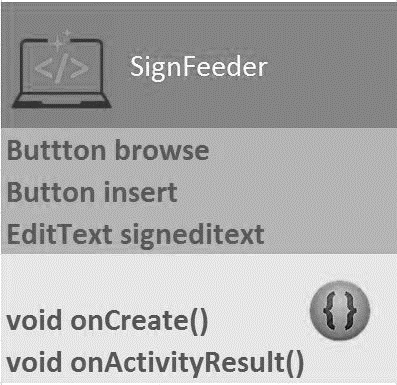 </>
SignFeeder
Buttton browse
Button insert
EditText signeditext
{}
void onCreate()
void onActivityResult()